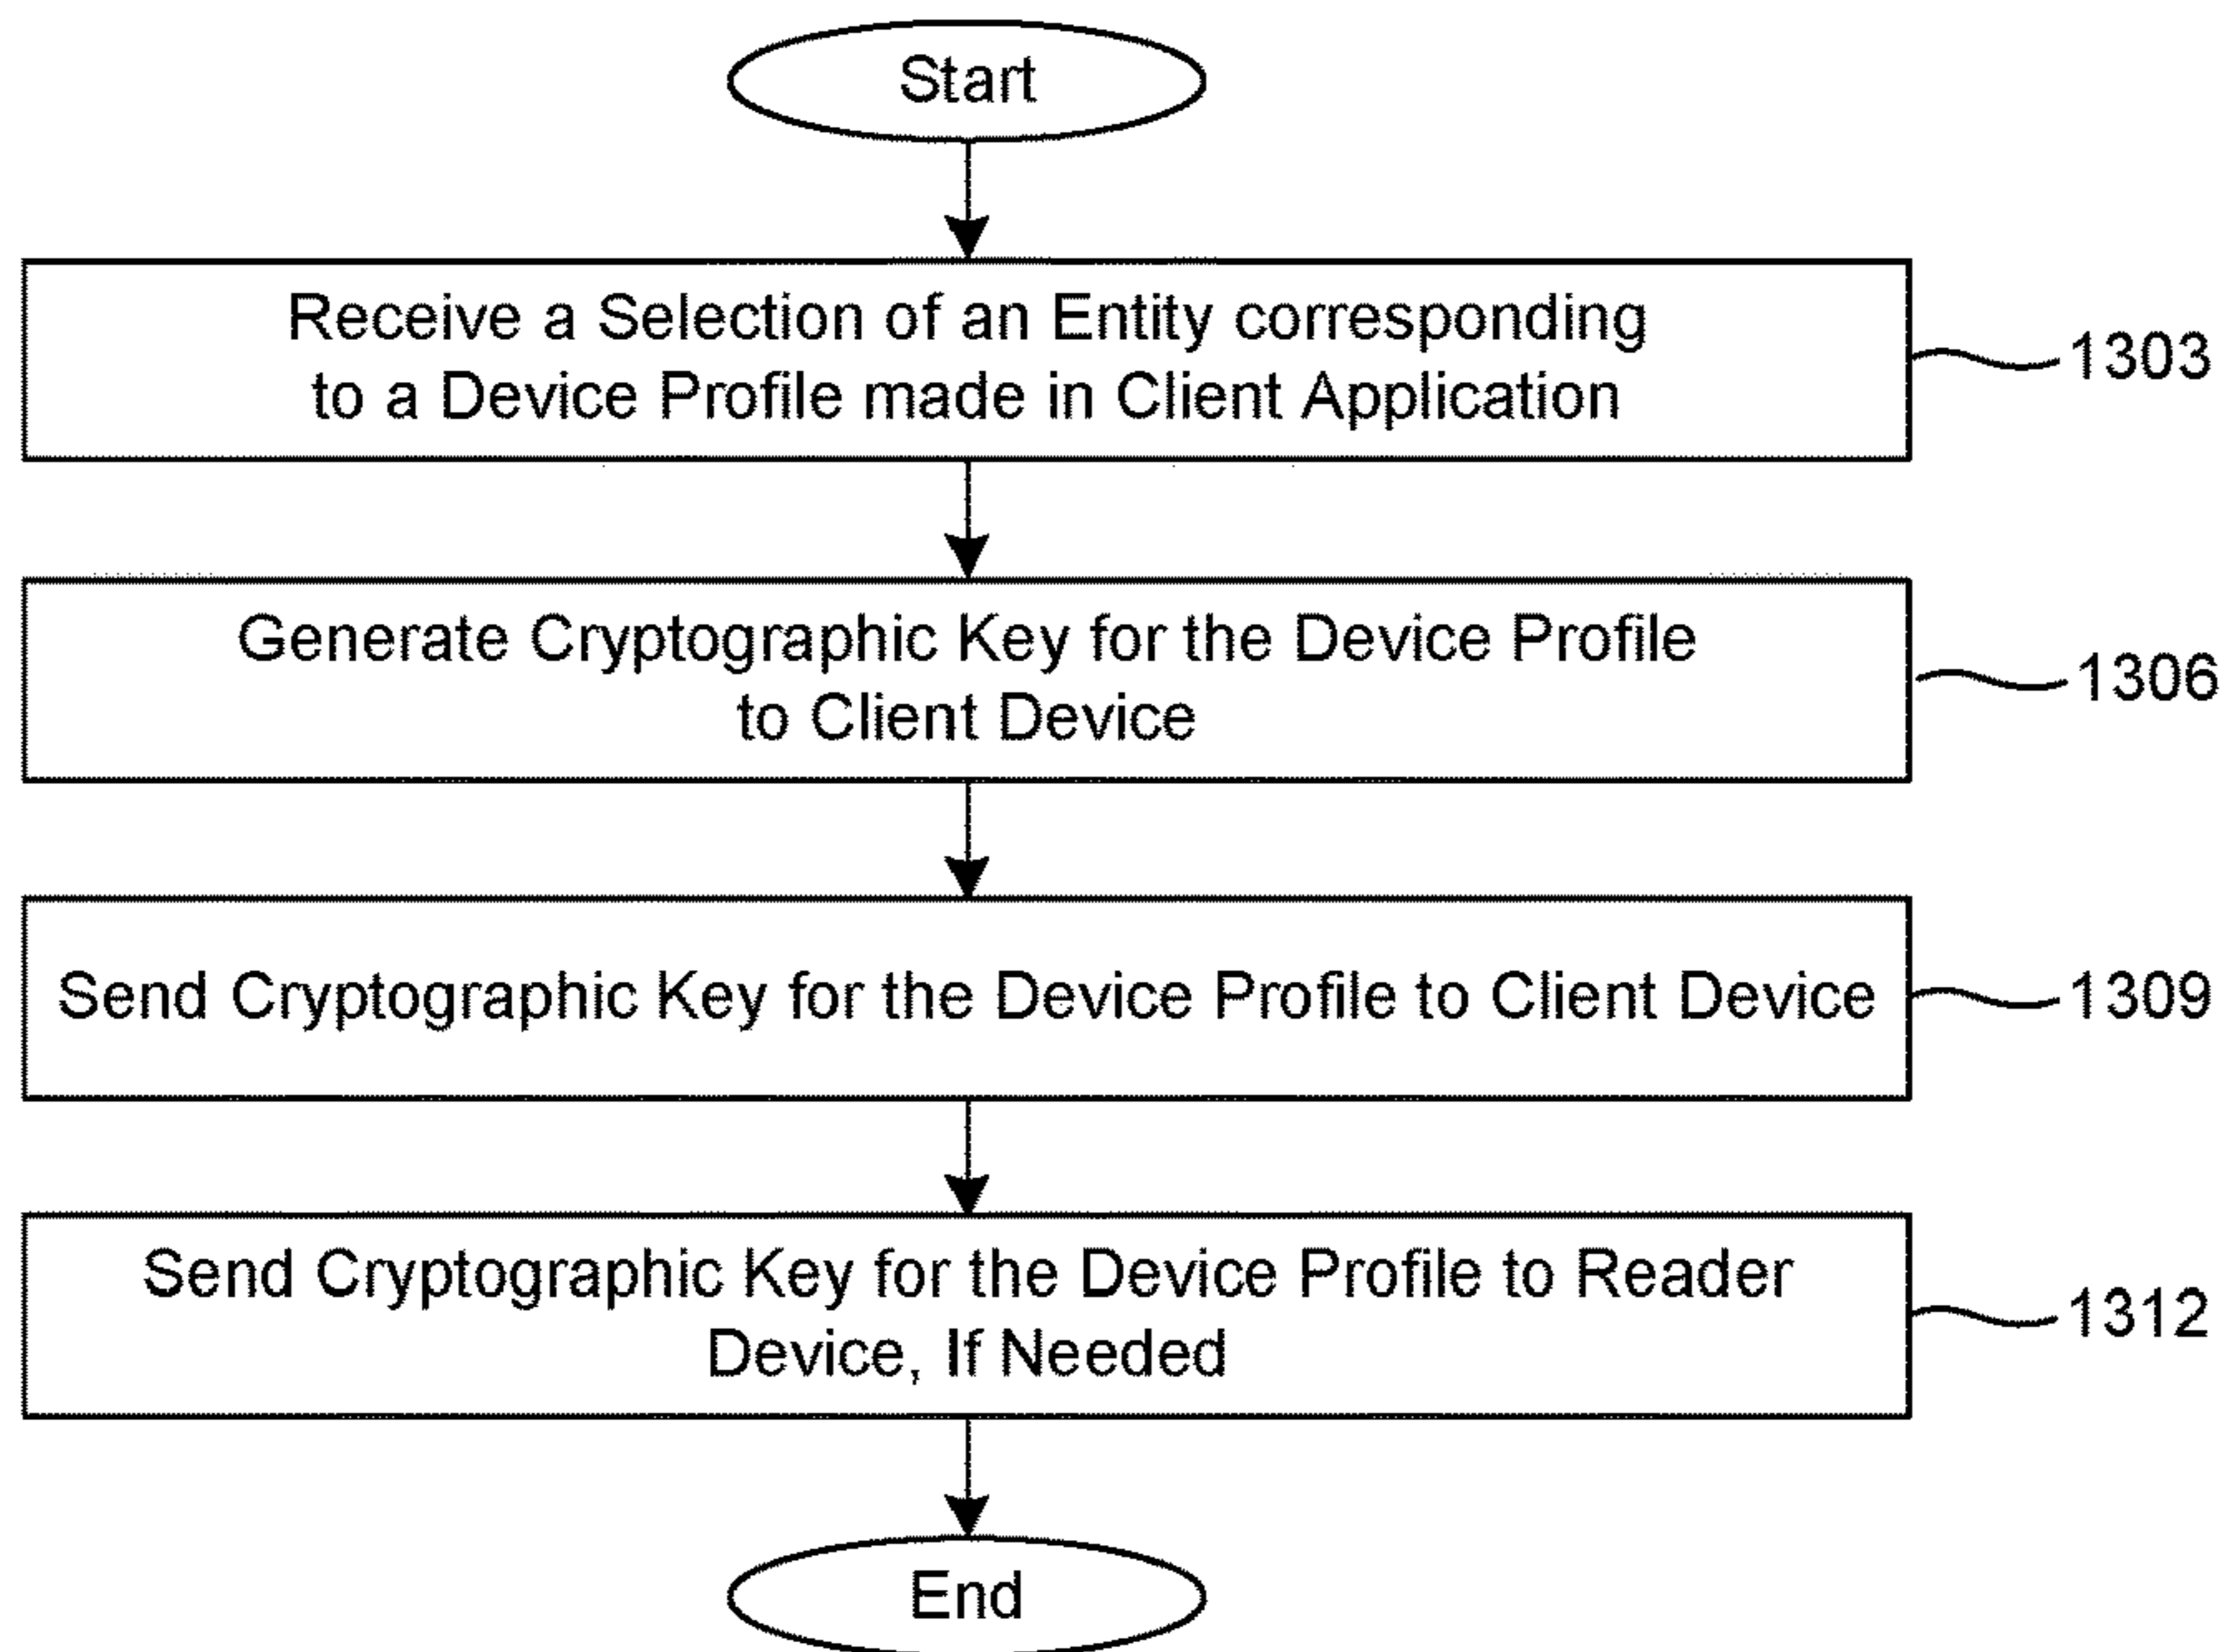 Start
Receive a Selection of an Entity corresponding
to a Device Profile made in Client Application
1303
Generate Cryptographic Key for the Device Profile
to Client Device
1306
Send Cryptographic Key for the Device Profile to Client Device
1309
Send Cryptographic Key for the Device Profile to Reader
Device, If Needed
1312
End